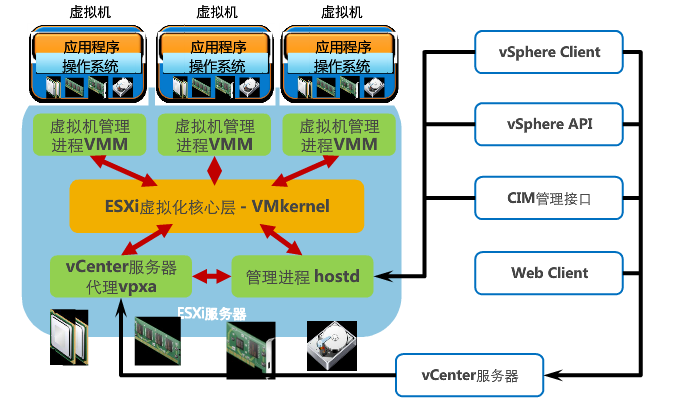 虚拟机
虚拟机
虚拟机
应用程序
操作系统
应用程序
操作系统
应用程序
操作系统
虚拟机管理
进程VMM
虚拟机管理
进程VMM
虚拟机管理
进程VMM
ESXi虚拟化核心层 - VMkernel
vCenter服务器
代理vpxa
管理进程 hostd
ESXi服务器
vSphere Client
vSphere API
CIM管理接口
Web Client
vCenter服务器